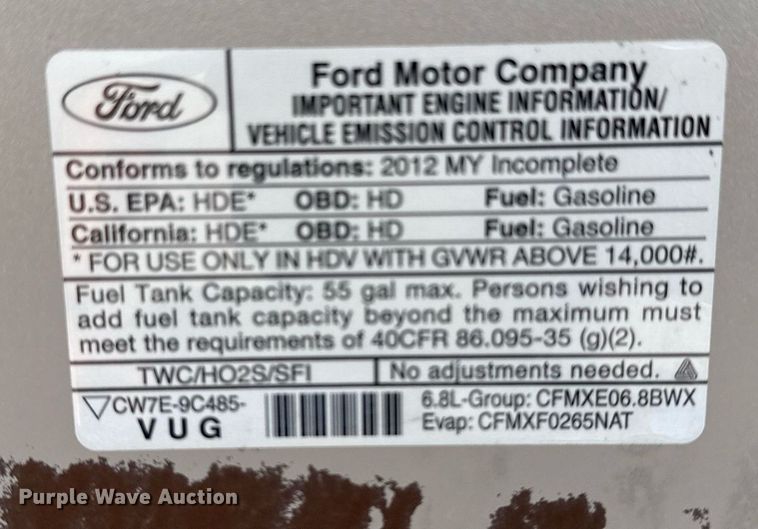 Ford
Ford Motor Company
IMPORTANT ENGINE INFORMATION/
VEHICLE EMISSION CONTROL INFORMATION
Conforms to regulations: 2012 MY Incomplete
U.S. EPA: HDE* OBD: HD Fuel: Gasoline
California: HDE* OBD: HD Fuel: Gasoline
* FOR USE ONLY IN HDV WITH GVWR ABOVE 14,000#.
Fuel Tank Capacity: 55 gal max. Persons wishing to
add fuel tank capacity beyond the maximum must
meet the requirements of 40CFR 86.095-35 (g)(2).
TWC/HO2S/SFI No adjustments needed.
CW7E-9C485- 6.8L-Group: CFMXE06.8BWX
VUG Evap: CFMXF0265NAT
Purple Wave Auction